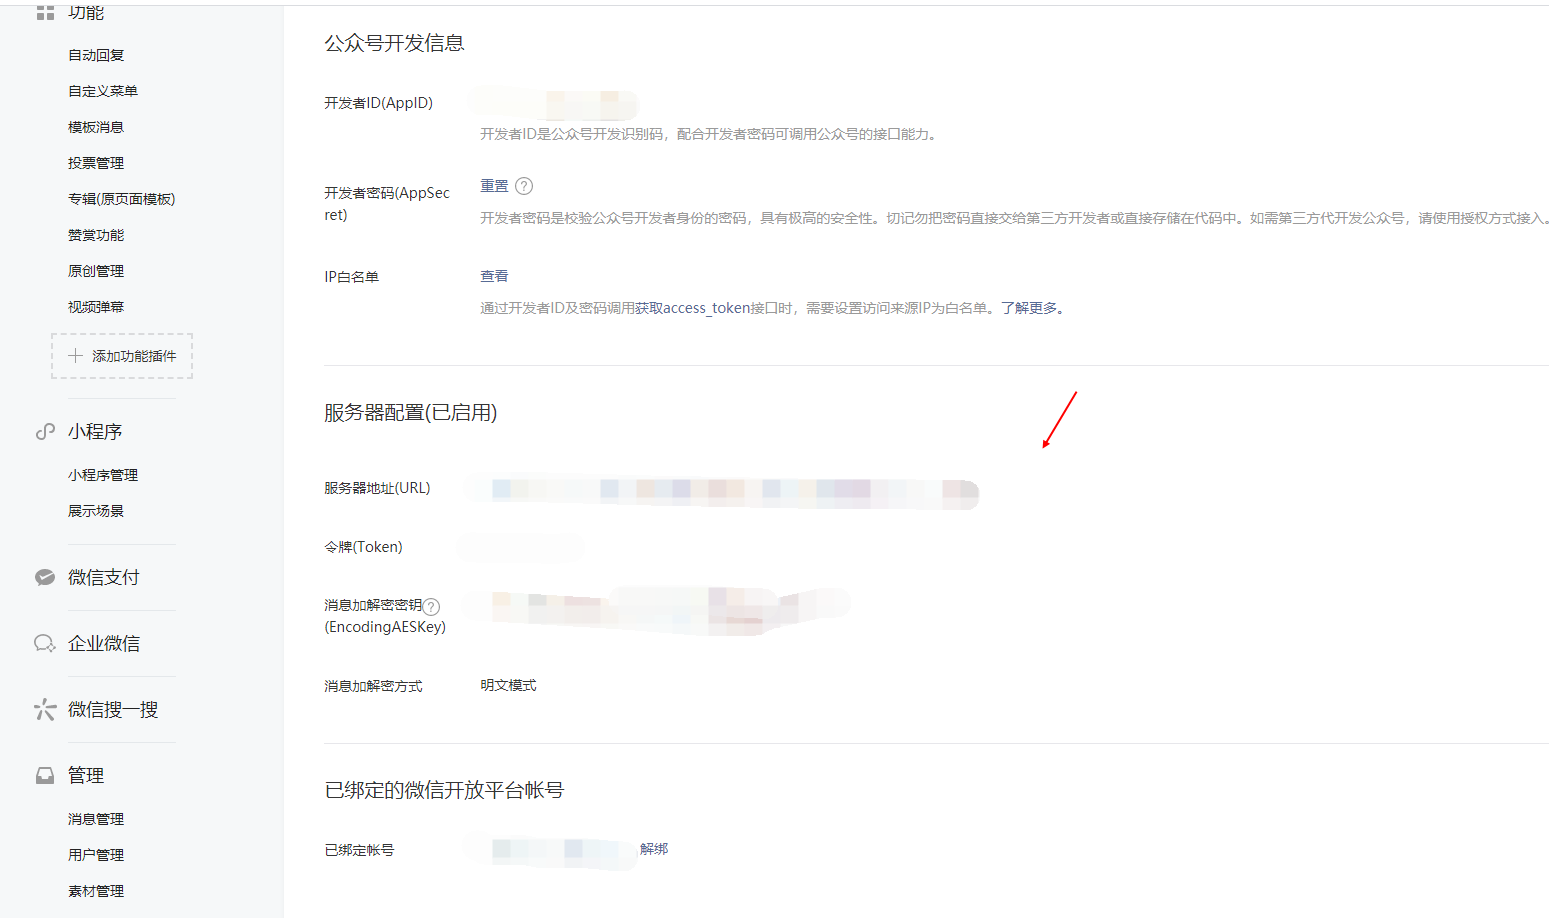 功能
自动回复
自定义菜单
模板消息
投票管理
专辑(原页面模板)
赞赏功能
原创管理
视频弹幕
添加功能插件
小程序
小程序管理
展示场景
微信支付
企业微信
微信搜一搜
管理
消息管理
用户管理
素材管理
公众号开发信息
开发者ID(AppID)
开发者ID是公众号开发识别码，配合开发者密码可调用公众号的接口能力。
开发者密码(AppSec
ret)
重置 ?
开发者密码是校验公众号开发者身份的密码，具有极高的安全性。切记勿把密码直接交给第三方开发者或直接存储在代码中。如需第三方代开发公众号，请使用授权方式接入。
IP白名单
查看
通过开发者ID及密码调用获取access_token接口时，需要设置访问来源IP为白名单。了解更多。
服务器配置(已启用)
服务器地址(URL)
令牌(Token)
消息加解密密钥?
(EncodingAESKey)
消息加解密方式
明文模式
已绑定的微信开放平台帐号
已绑定帐号
解绑